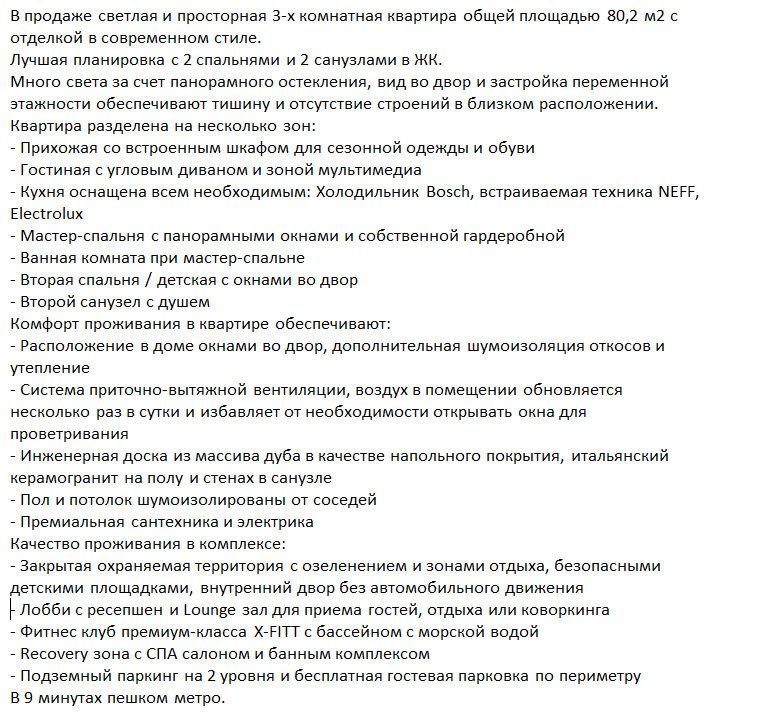 В продаже светлая и просторная 3-х комнатная квартира общей площадью 80,2 м2 с
отделкой в современном стиле.
Лучшая планировка с 2 спальнями и 2 санузлами в ЖК.
Много света за счет панорамного остекления, вид во двор и застройка переменной
этажности обеспечивают тишину и отсутствие строений в близком расположении.
Квартира разделена на несколько зон:
- Прихожая со встроенным шкафом для сезонной одежды и обуви
- Гостиная с угловым диваном и зоной мультимедиа
- Кухня оснащена всем необходимым: Холодильник Bosch, встраиваемая техника NEFF,
Electrolux
- Мастер-спальня с панорамными окнами и собственной гардеробной
- Ванная комната при мастер-спальне
- Вторая спальня / детская с окнами во двор
- Второй санузел с душем
Комфорт проживания в квартире обеспечивают:
- Расположение в доме окнами во двор, дополнительная шумоизоляция откосов и
утепление
- Система приточно-вытяжной вентиляции, воздух в помещении обновляется
несколько раз в сутки и избавляет от необходимости открывать окна для
проветривания
- Инженерная доска из массива дуба в качестве напольного покрытия, итальянский
керамогранит на полу и стенах в санузле
- Пол и потолок шумоизолированы от соседей
- Премиальная сантехника и электрика
Качество проживания в комплексе:
- Закрытая охраняемая территория с озеленением и зонами отдыха, безопасными
детскими площадками, внутренний двор без автомобильного движения
- Лобби с ресепшен и Lounge зал для приема гостей, отдыха или коворкинга
- Фитнес клуб премиум-класса X-FITT с бассейном с морской водой
- Recovery зона с СПА салоном и банным комплексом
- Подземный паркинг на 2 уровня и бесплатная гостевая парковка по периметру
В 9 минутах пешком метро.